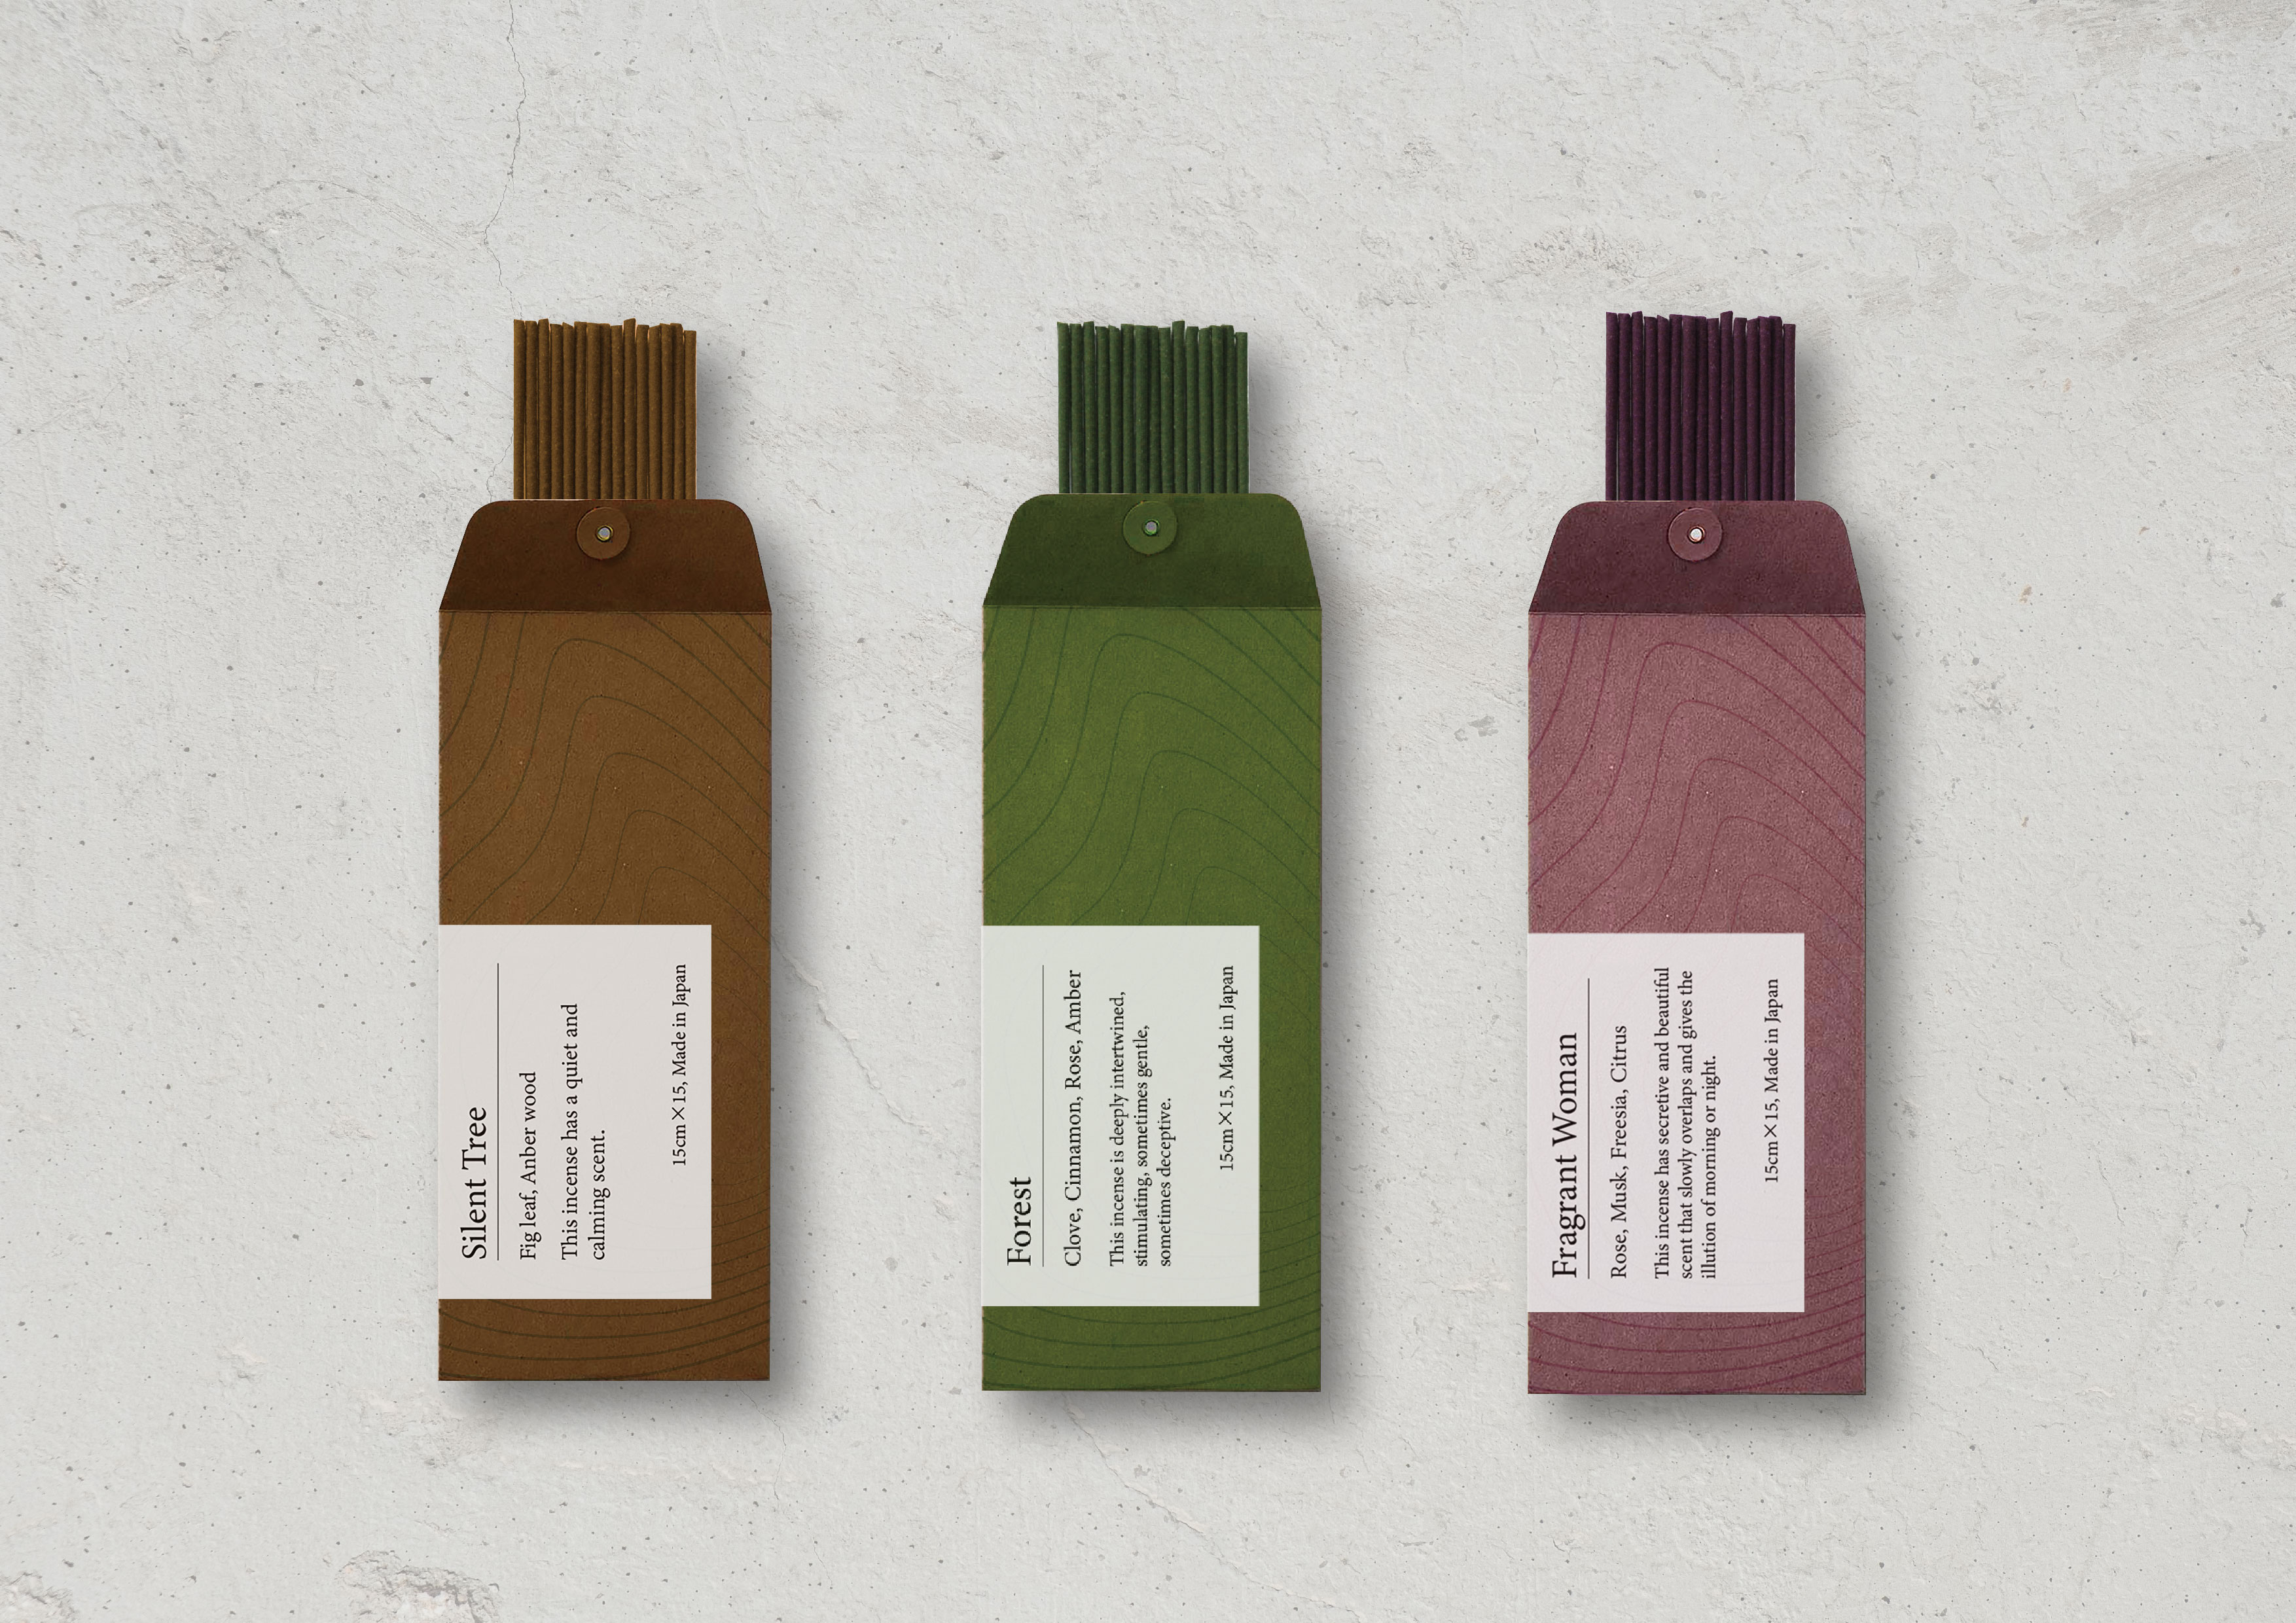 Silent Tree
Fig leaf, Anber wood
This incense has a quiet and
calming scent.
15cm×15, Made in Japan
Forest
Clove, Cinnamon, Rose, Amber
This incense is deeply intertwined,
stimulating, sometimes gentle,
sometimes deceptive.
15cm×15, Made in Japan
Fragrant Woman
Rose, Musk, Freesia, Citrus
This incense has secretive and beautiful
scent that slowly overlaps and gives the
illution of morning or night.
15cm×15, Made in Japan